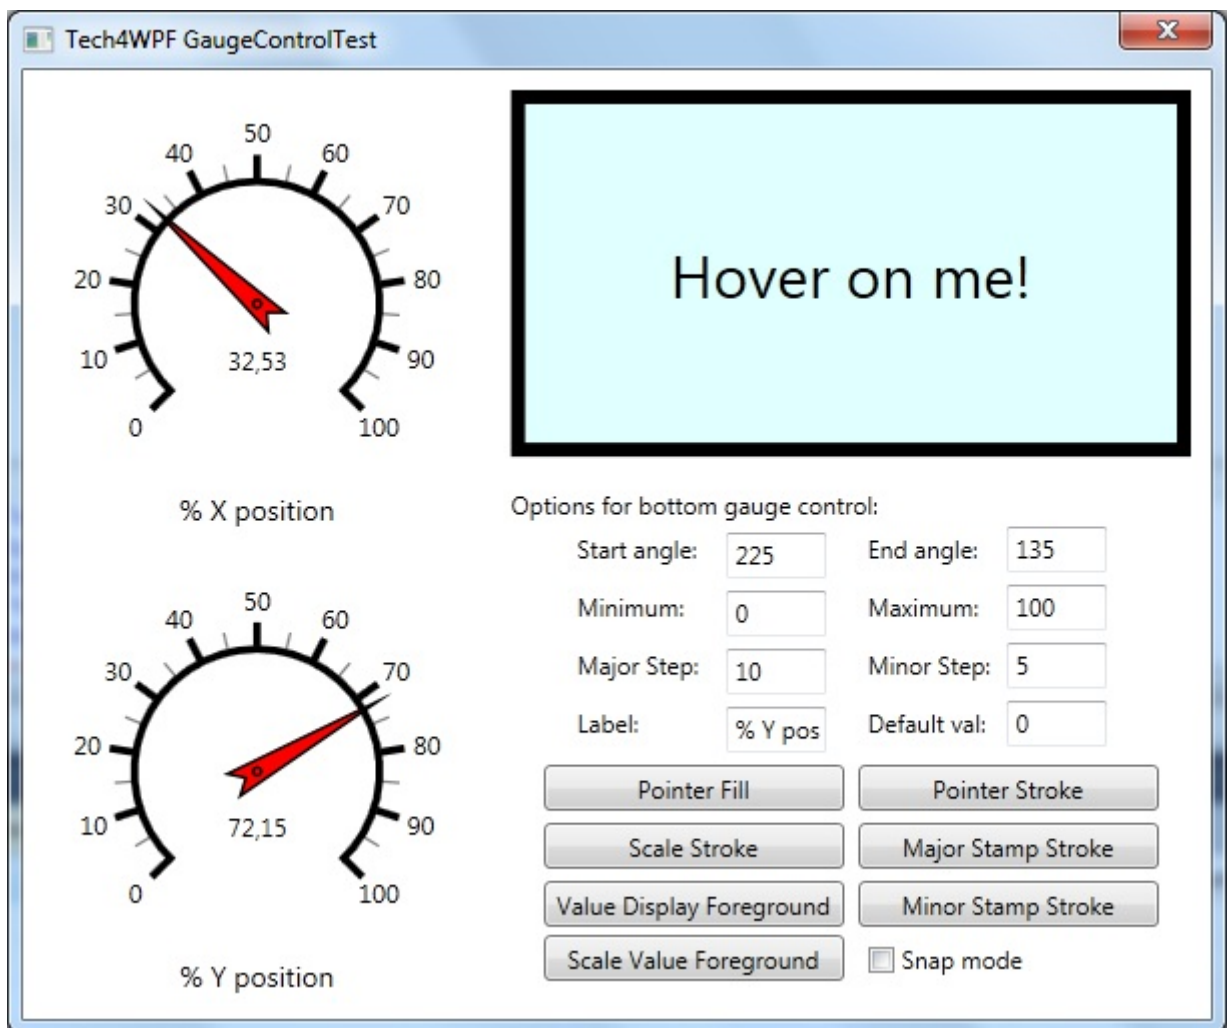 Tech4WPF GaugeControlTest
50
40 60
30 70
20 80
10 90
32,53
0 100
% X position
Hover on me!
Options for bottom gauge control:
Start angle: 225 End angle: 135
Minimum: 0 Maximum: 100
Major Step: 10 Minor Step: 5
Label: % Y pos Default val: 0
50
40 60
30 70
20 80
10 90
72,15
0 100
% Y position
Pointer Fill Pointer Stroke
Scale Stroke Major Stamp Stroke
Value Display Foreground Minor Stamp Stroke
Scale Value Foreground Snap mode